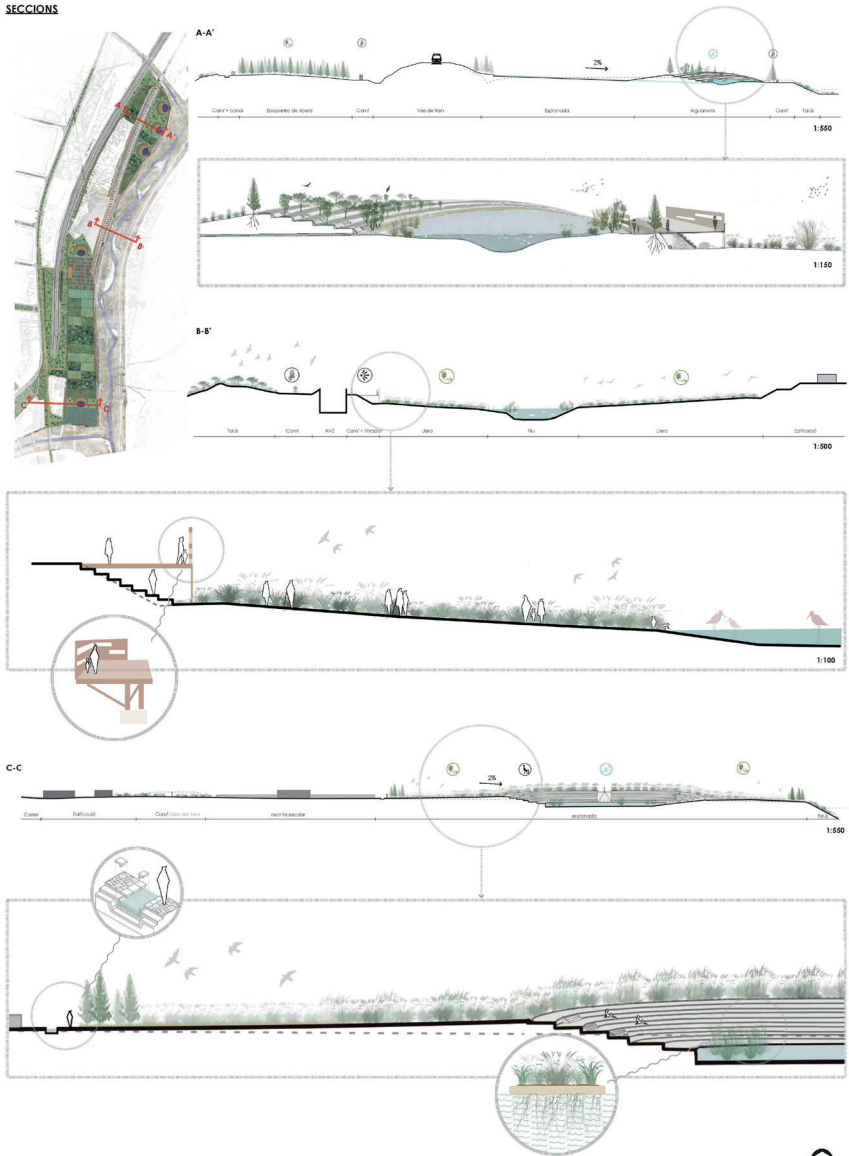 SECCIONS
A-A'
2%
Camí + canal Bosquetes de ribera Camí Vies de tren Esplanada Aiguamolls Camí Talús
1:550
A
A'
B
B'
C
C
1:150
B-B'
Talús Camí AVE Camí + Mirador Llera Riu Llera Edificació
1:500
1:100
C-C
2%
Carrer Edificació Camí recinte escolar esplanada talús
1:550